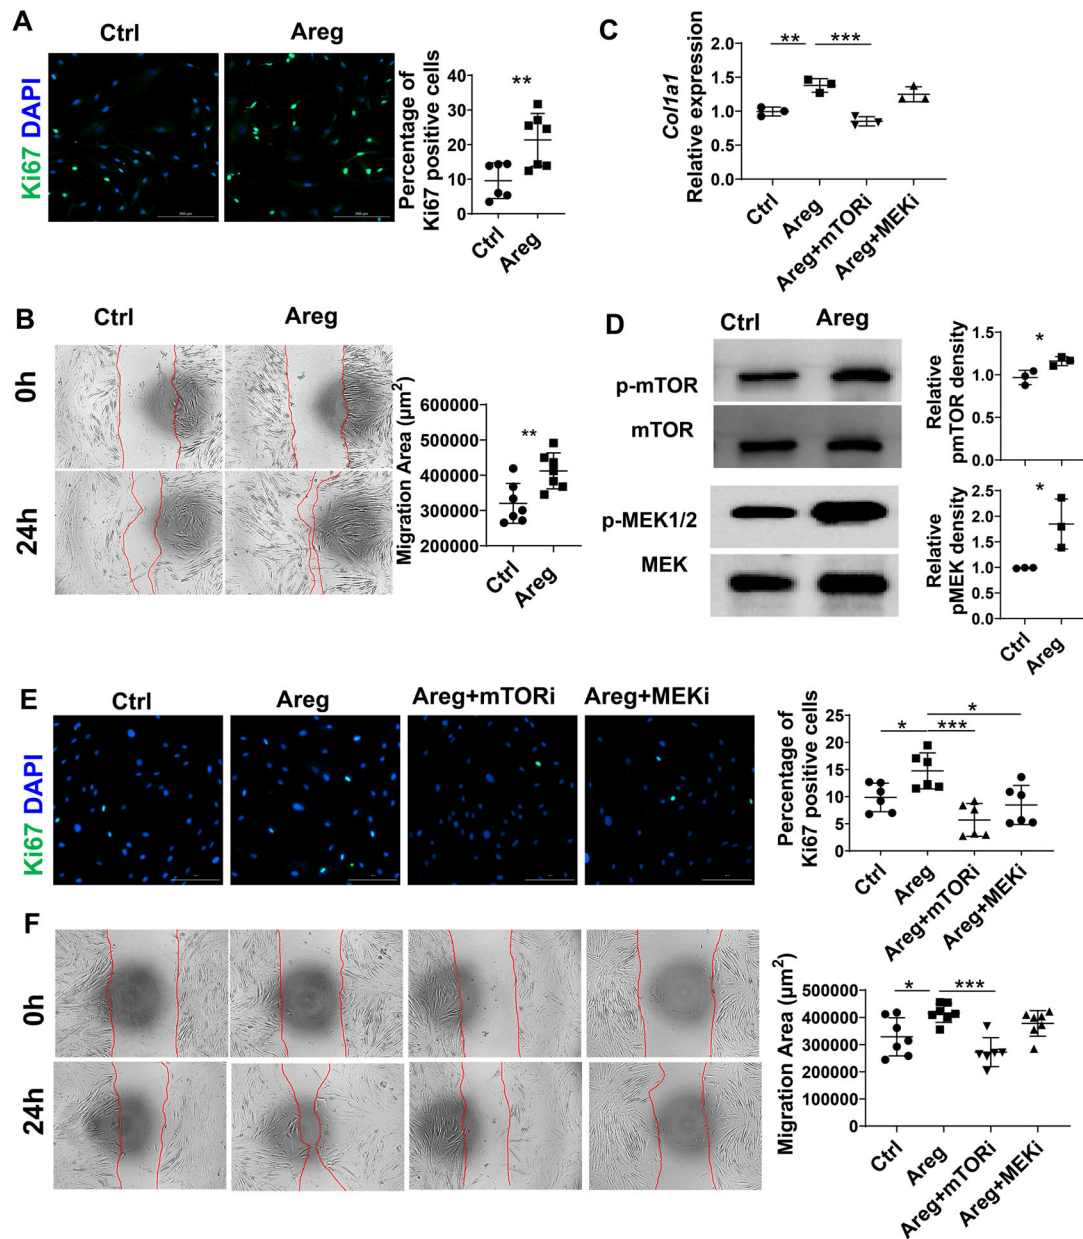 A
Ctrl
Areg
Ki67 DAPI
Percentage of
Ki67 positive cells
40
30
20
10
0
**
Ctrl
Areg
C
Col1a1
Relative expression
2.0
1.5
1.0
0.5
0.0
**
***
Ctrl
Areg
Areg+mTORi
Areg+MEKi
B
Ctrl
Areg
0h
24h
Migration Area (µm²)
600000
500000
400000
300000
200000
**
Ctrl
Areg
D
Ctrl
Areg
p-mTOR
mTOR
p-MEK1/2
MEK
Relative
pmTOR density
1.5
1.0
0.5
0.0
*
Relative
pMEK density
2.5
2.0
1.5
1.0
0.5
0.0
*
Ctrl
Areg
E
Ctrl
Areg
Areg+mTORi
Areg+MEKi
Ki67 DAPI
Percentage of
Ki67 positive cells
25
20
15
10
5
0
*
***
*
Ctrl
Areg
Areg+mTORi
Areg+MEKi
F
0h
24h
Migration Area (µm²)
500000
400000
300000
200000
100000
0
*
***
Ctrl
Areg
Areg+mTORi
Areg+MEKi